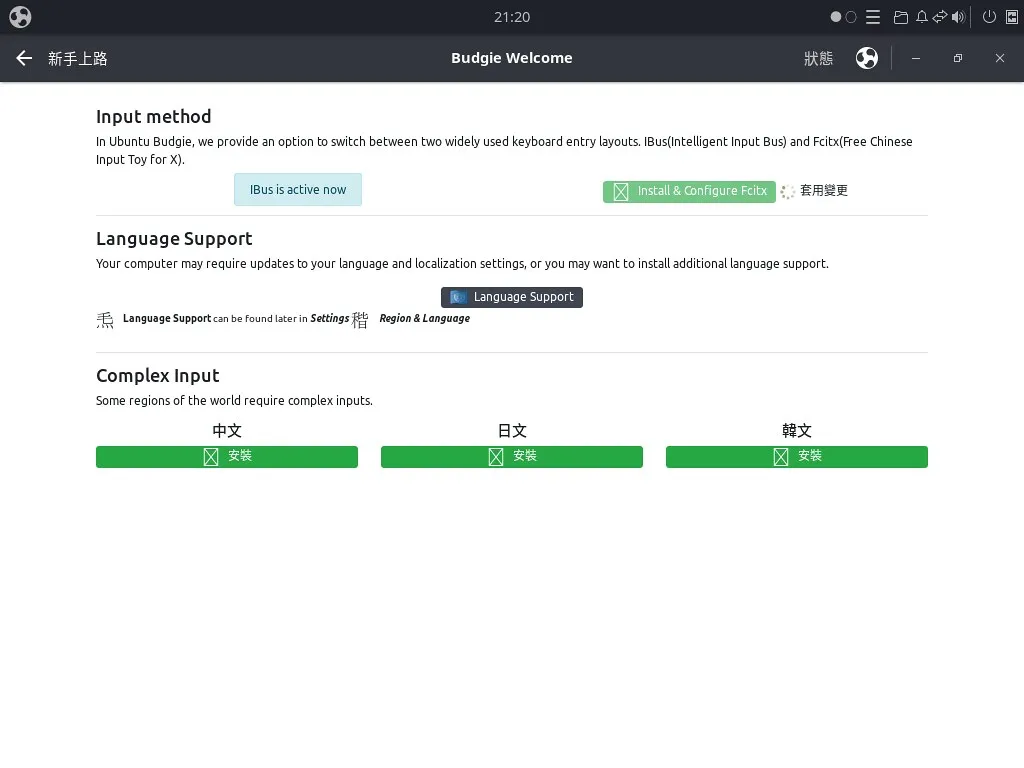 21:20
新手上路
Budgie Welcome
狀態
Input method
In Ubuntu Budgie, we provide an option to switch between two widely used keyboard entry layouts. IBus(Intelligent Input Bus) and Fcitx(Free Chinese
Input Toy for X).
IBus is active now
Install & Configure Fcitx
套用變更
Language Support
Your computer may require updates to your language and localization settings, or you may want to install additional language support.
Language Support
Language Support can be found later in Settings Region & Language
Complex Input
Some regions of the world require complex inputs.
中文 日文 韓文
安裝 安裝 安裝